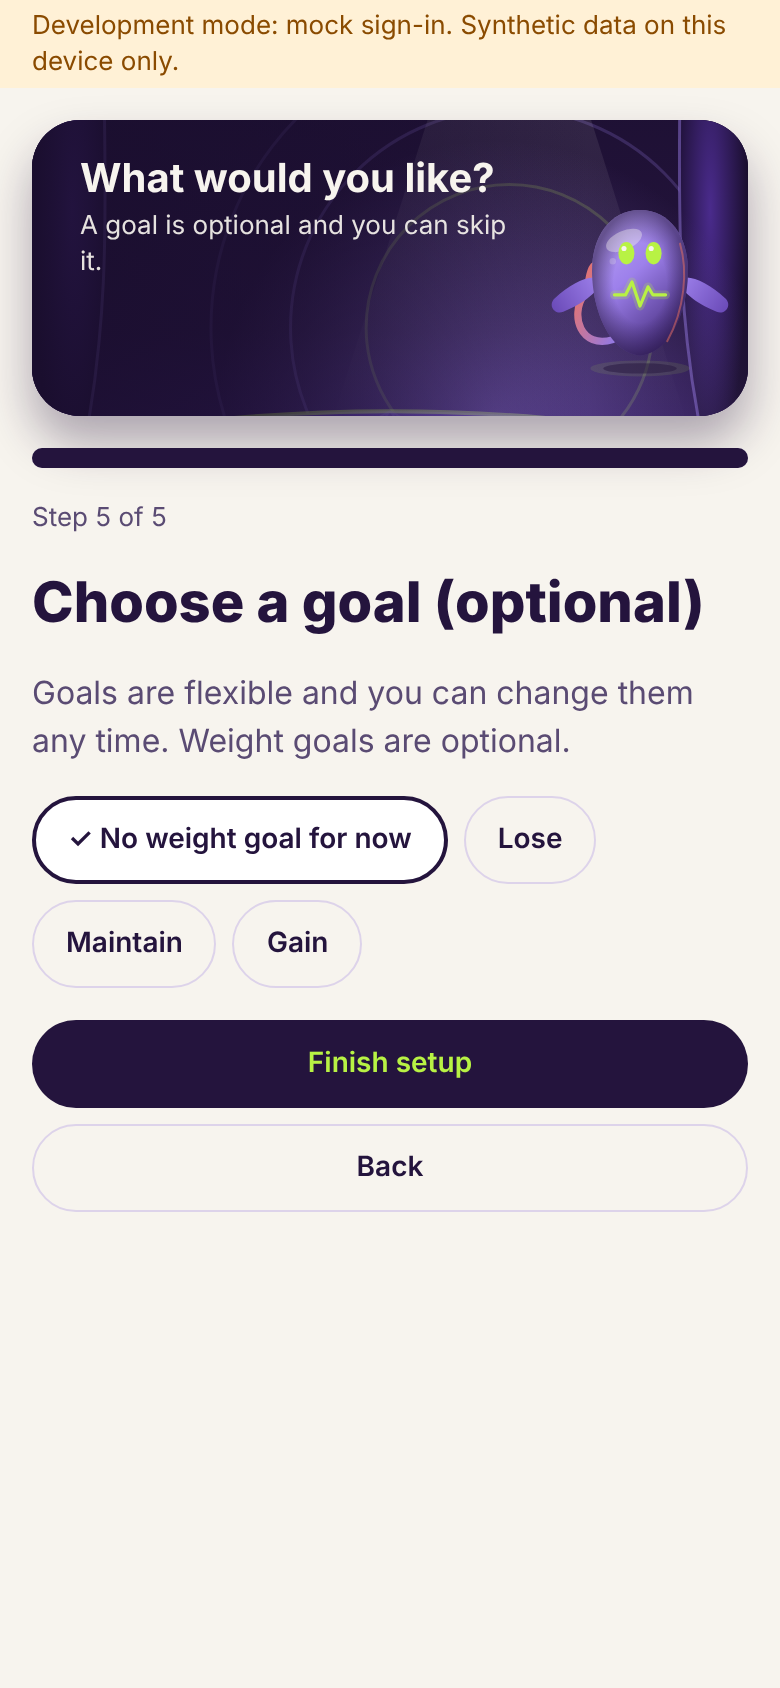 Development mode: mock sign-in. Synthetic data on this
device only.
What would you like?
A goal is optional and you can skip
it.
Step 5 of 5
Choose a goal (optional)
Goals are flexible and you can change them
any time. Weight goals are optional.
✓ No weight goal for now
Lose
Maintain
Gain
Finish setup
Back